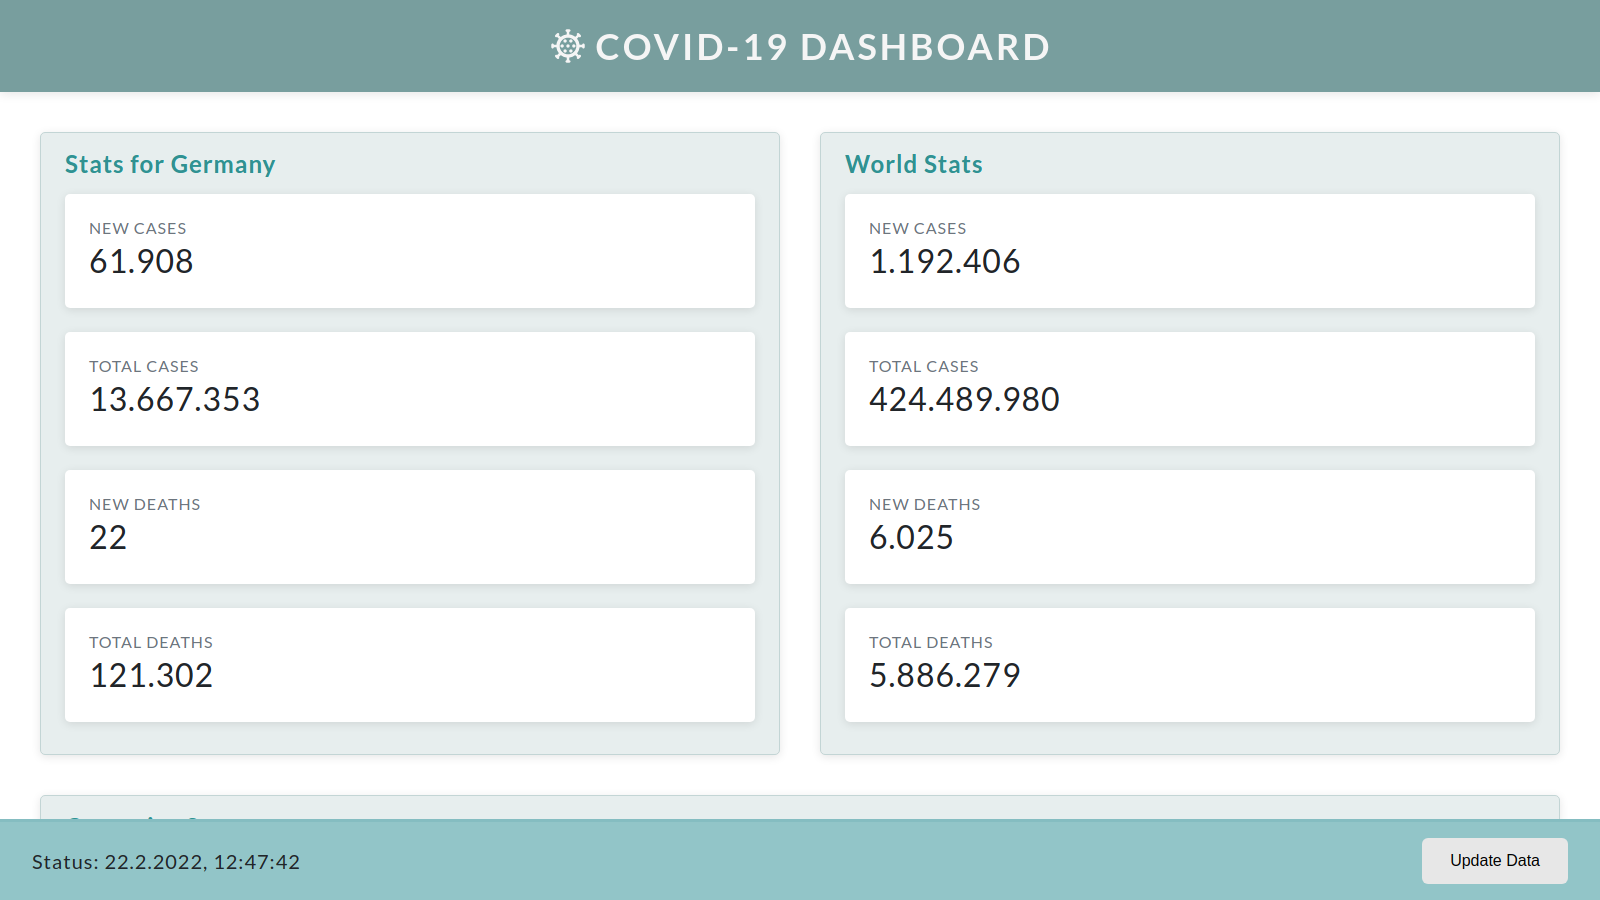 COVID-19 DASHBOARD
Stats for Germany
NEW CASES
61.908
TOTAL CASES
13.667.353
NEW DEATHS
22
TOTAL DEATHS
121.302
World Stats
NEW CASES
1.192.406
TOTAL CASES
424.489.980
NEW DEATHS
6.025
TOTAL DEATHS
5.886.279
Status: 22.2.2022, 12:47:42
Update Data